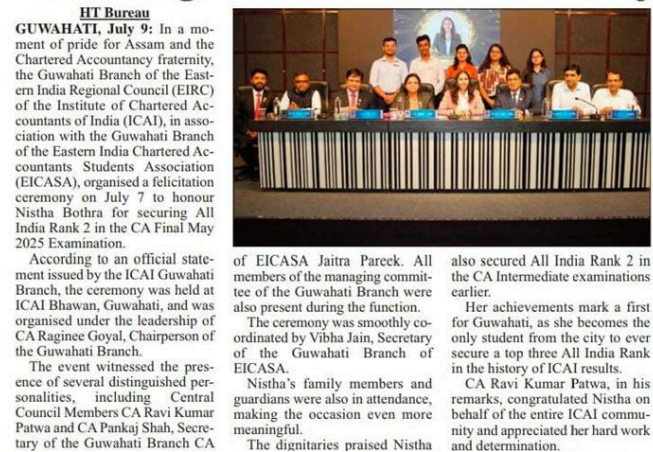 HT Bureau
GUWAHATI, July 9: In a mo-
ment of pride for Assam and the
Chartered Accountancy fraternity,
the Guwahati Branch of the East-
ern India Regional Council (EIRC)
of the Institute of Chartered Ac-
countants of India (ICAI), in asso-
ciation with the Guwahati Branch
of the Eastern India Chartered Ac-
countants Students Association
(EICASA), organised a felicitation
ceremony on July 7 to honour
Nistha Bothra for securing All
India Rank 2 in the CA Final May
2025 Examination.
According to an official state-
ment issued by the ICAI Guwahati
Branch, the ceremony was held at
ICAI Bhawan, Guwahati, and was
organised under the leadership of
CA Raginee Goyal, Chairperson of
the Guwahati Branch.
The event witnessed the pres-
ence of several distinguished per-
sonalities, including Central
Council Members CA Ravi Kumar
Patwa and CA Pankaj Shah, Secre-
tary of the Guwahati Branch CA
of EICASA Jaitra Pareek. All
members of the managing commit-
tee of the Guwahati Branch were
also present during the function.
The ceremony was smoothly co-
ordinated by Vibha Jain, Secretary
of the Guwahati Branch of
EICASA.
Nistha's family members and
guardians were also in attendance,
making the occasion even more
meaningful.
The dignitaries praised Nistha
also secured All India Rank 2 in
the CA Intermediate examinations
earlier.
Her achievements mark a first
for Guwahati, as she becomes the
only student from the city to ever
secure a top three All India Rank
in the history of ICAI results.
CA Ravi Kumar Patwa, in his
remarks, congratulated Nistha on
behalf of the entire ICAI commu-
nity and appreciated her hard work
and determination.